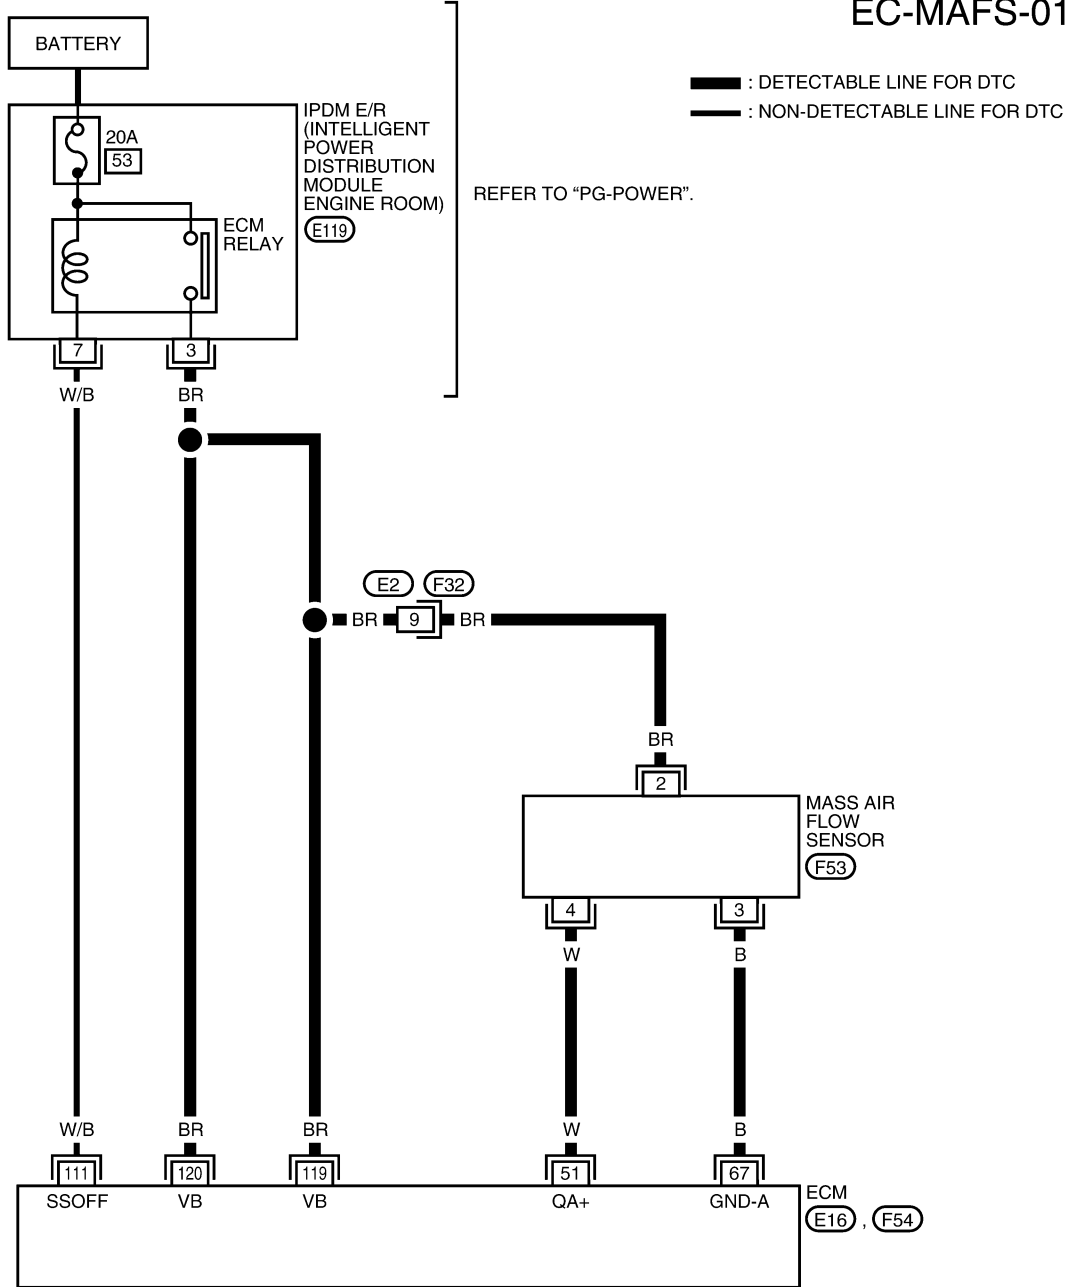 EC-MAFS-01
BATTERY
: DETECTABLE LINE FOR DTC
: NON-DETECTABLE LINE FOR DTC
20A
53
IPDM E/R
(INTELLIGENT
POWER
DISTRIBUTION
MODULE
ENGINE ROOM)
E119
REFER TO “PG-POWER”.
ECM
RELAY
7
3
W/B
BR
E2
F32
BR
9
BR
BR
2
MASS AIR
FLOW
SENSOR
F53
4
3
W
B
W/B
BR
BR
W
B
111
120
119
51
67
SSOFF
VB
VB
QA+
GND-A
ECM
E16 , F54